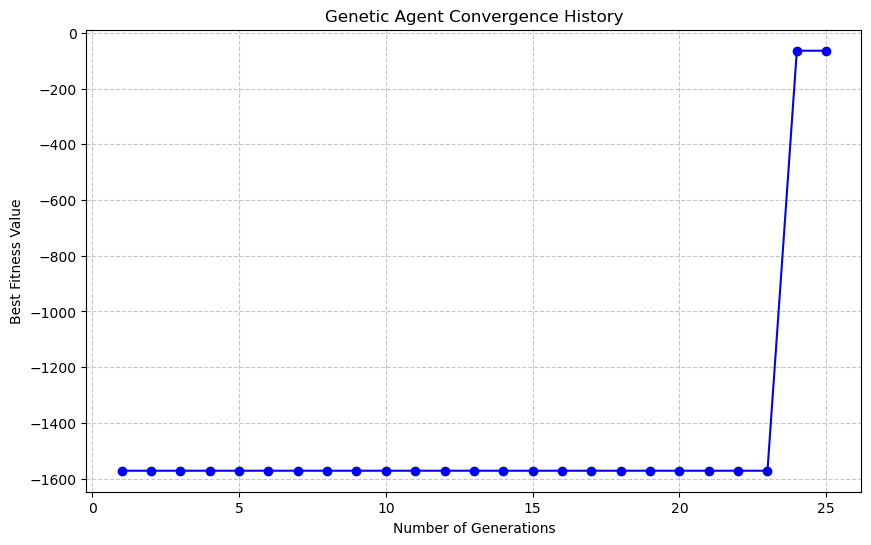 Genetic Agent Convergence History
0
−200
−400
−600
−800
−1000
−1200
−1400
−1600
Best Fitness Value
0 5 10 15 20 25
Number of Generations